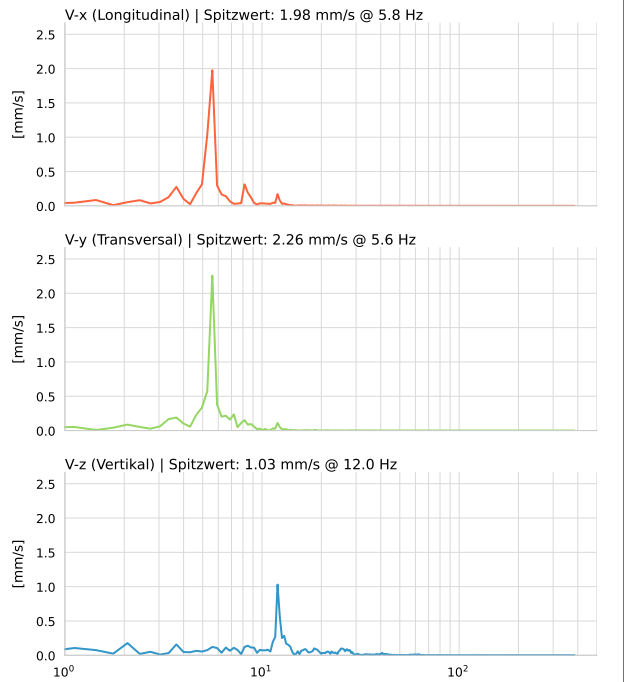 V-x (Longitudinal) | Spitzwert: 1.98 mm/s @ 5.8 Hz
2.5
2.0
1.5
1.0
0.5
0.0
[mm/s]
V-y (Transversal) | Spitzwert: 2.26 mm/s @ 5.6 Hz
2.5
2.0
1.5
1.0
0.5
0.0
[mm/s]
V-z (Vertikal) | Spitzwert: 1.03 mm/s @ 12.0 Hz
2.5
2.0
1.5
1.0
0.5
0.0
[mm/s]
10⁰ 10¹ 10²